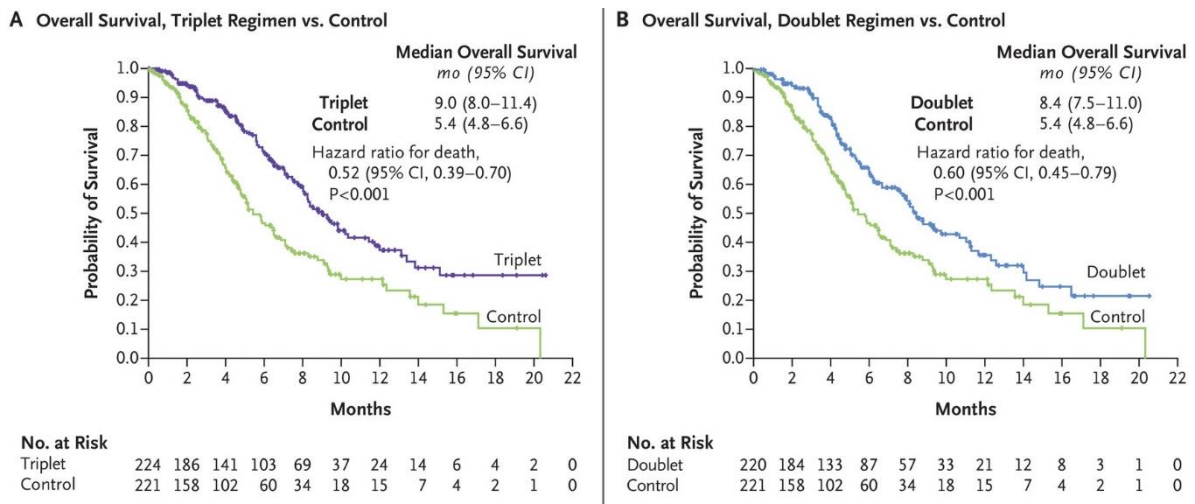 A Overall Survival, Triplet Regimen vs. Control
Median Overall Survival
mo (95% CI)
Triplet 9.0 (8.0–11.4)
Control 5.4 (4.8–6.6)
Hazard ratio for death,
0.52 (95% CI, 0.39–0.70)
P<0.001
Probability of Survival
1.0
0.9
0.8
0.7
0.6
0.5
0.4
0.3
0.2
0.1
0.0
Triplet
Control
0 2 4 6 8 10 12 14 16 18 20 22
Months
No. at Risk
Triplet 224 186 141 103 69 37 24 14 6 4 2 0
Control 221 158 102 60 34 18 15 7 4 2 1 0
B Overall Survival, Doublet Regimen vs. Control
Median Overall Survival
mo (95% CI)
Doublet 8.4 (7.5–11.0)
Control 5.4 (4.8–6.6)
Hazard ratio for death,
0.60 (95% CI, 0.45–0.79)
P<0.001
Probability of Survival
1.0
0.9
0.8
0.7
0.6
0.5
0.4
0.3
0.2
0.1
0.0
Doublet
Control
0 2 4 6 8 10 12 14 16 18 20 22
Months
No. at Risk
Doublet 220 184 133 87 57 33 21 12 8 3 1 0
Control 221 158 102 60 34 18 15 7 4 2 1 0